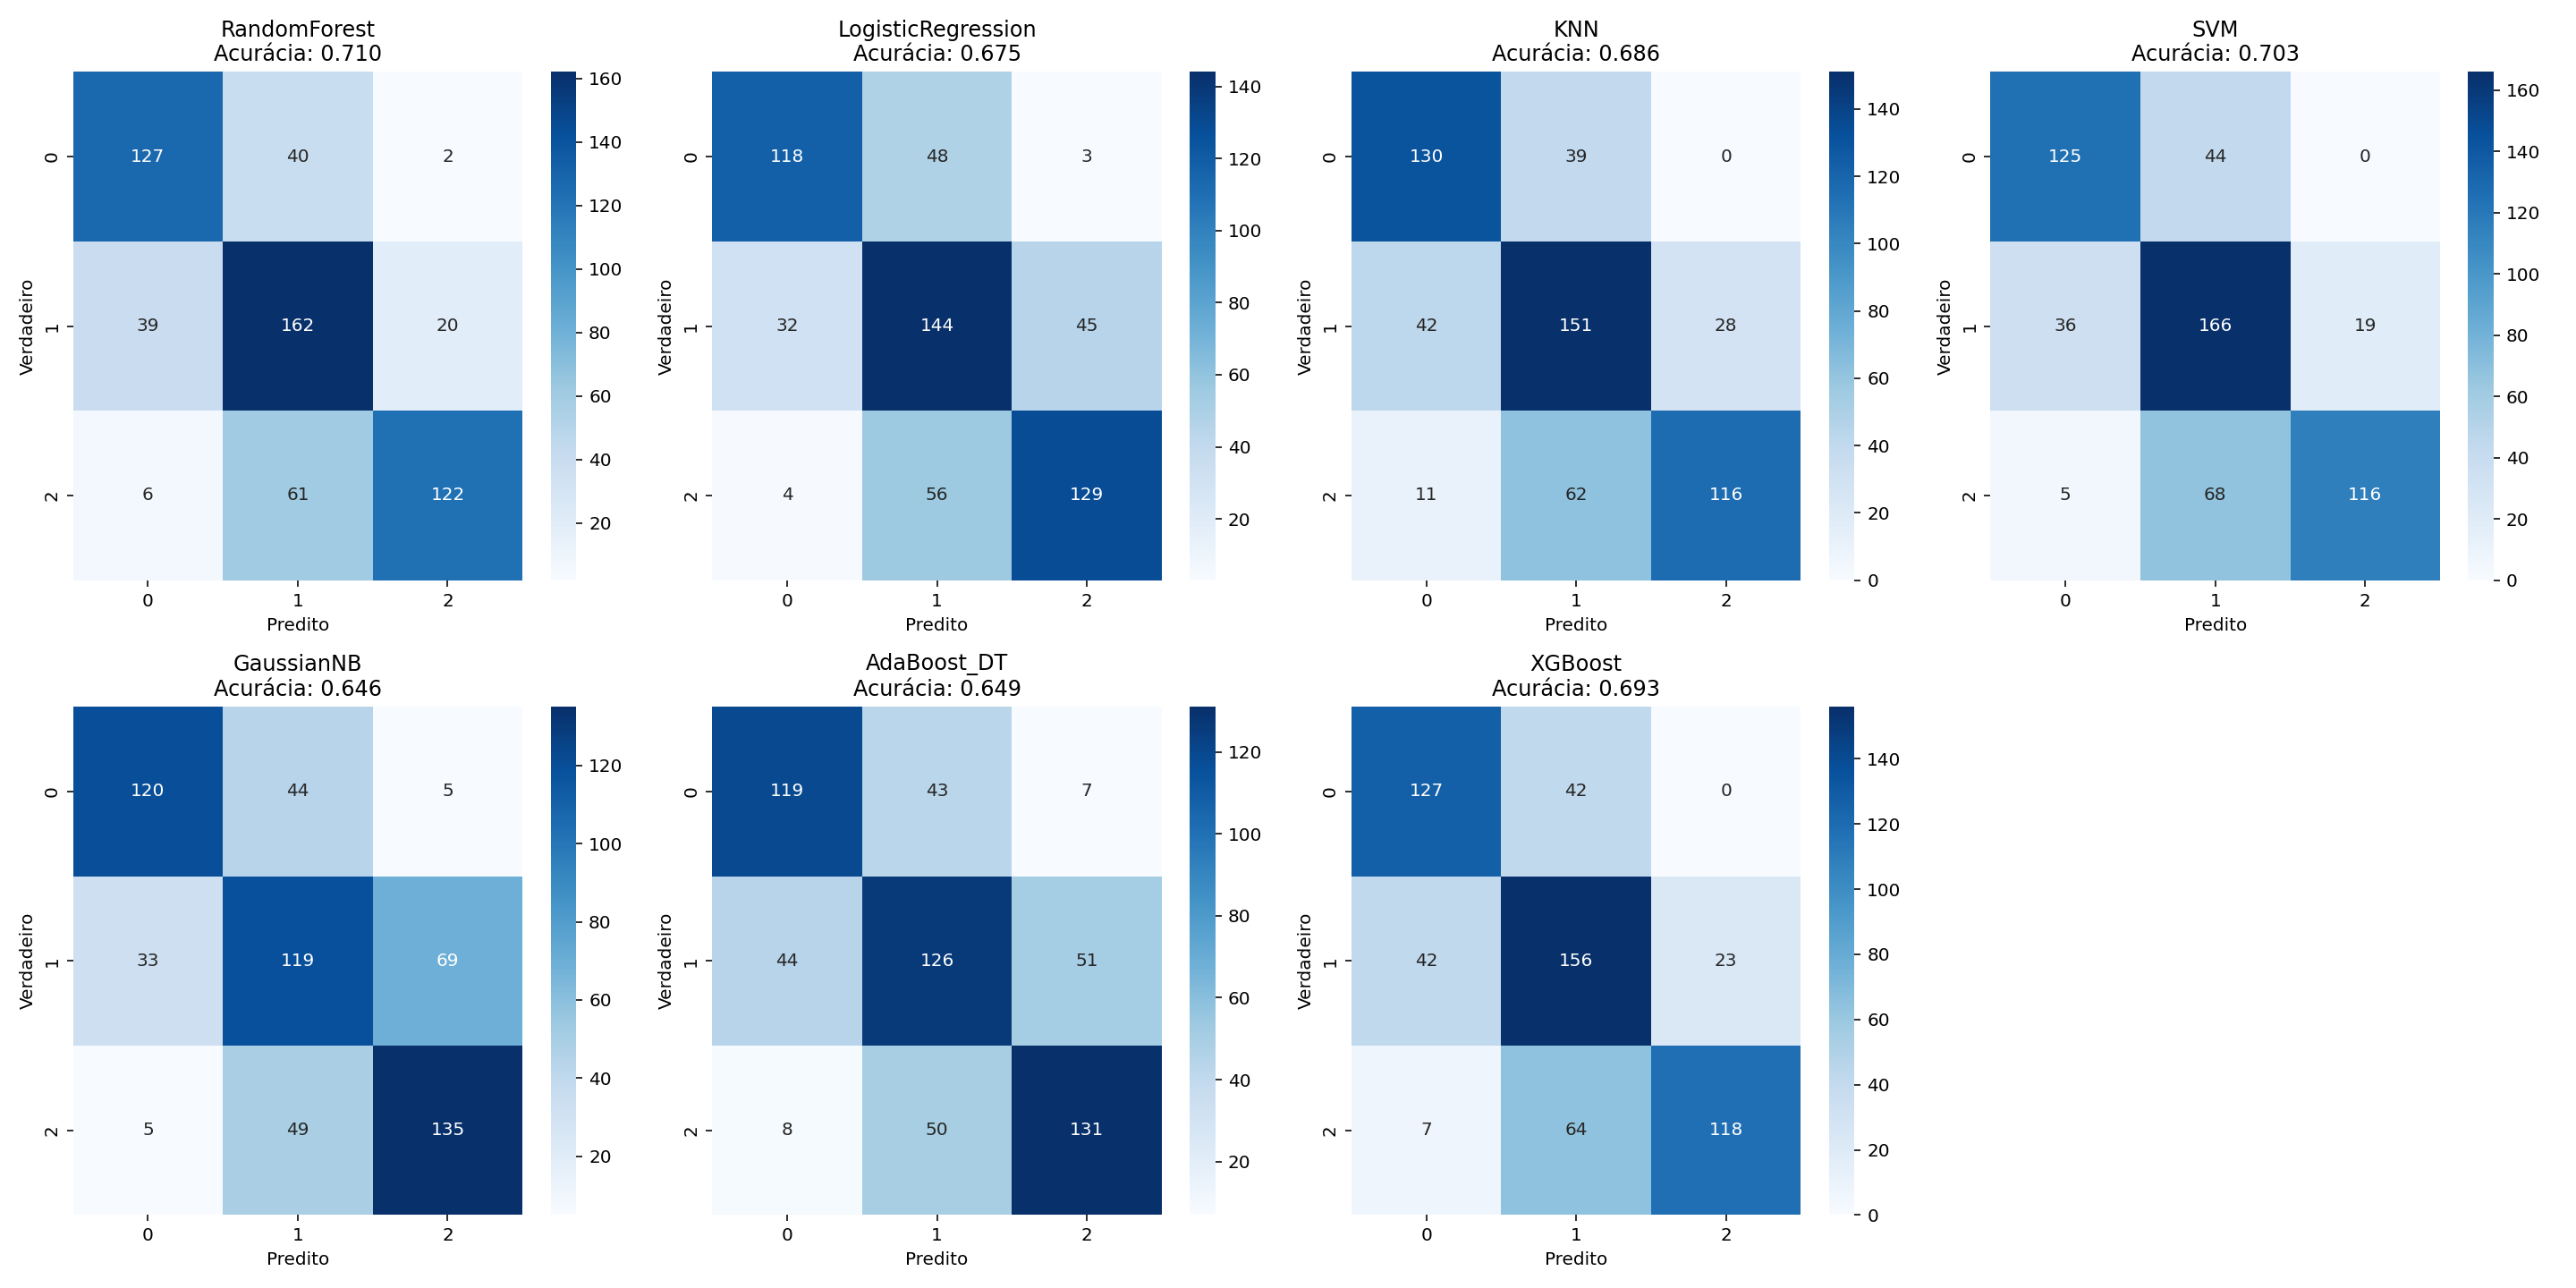 RandomForest
Acurácia: 0.710
0 127 40 2
1 39 162 20
2 6 61 122
0 1 2
Verdadeiro
Predito
160
140
120
100
80
60
40
20
LogisticRegression
Acurácia: 0.675
0 118 48 3
1 32 144 45
2 4 56 129
0 1 2
Verdadeiro
Predito
140
120
100
80
60
40
20
KNN
Acurácia: 0.686
0 130 39 0
1 42 151 28
2 11 62 116
0 1 2
Verdadeiro
Predito
140
120
100
80
60
40
20
0
SVM
Acurácia: 0.703
0 125 44 0
1 36 166 19
2 5 68 116
0 1 2
Verdadeiro
Predito
160
140
120
100
80
60
40
20
0
GaussianNB
Acurácia: 0.646
0 120 44 5
1 33 119 69
2 5 49 135
0 1 2
Verdadeiro
Predito
120
100
80
60
40
20
AdaBoost_DT
Acurácia: 0.649
0 119 43 7
1 44 126 51
2 8 50 131
0 1 2
Verdadeiro
Predito
120
100
80
60
40
20
XGBoost
Acurácia: 0.693
0 127 42 0
1 42 156 23
2 7 64 118
0 1 2
Verdadeiro
Predito
140
120
100
80
60
40
20
0